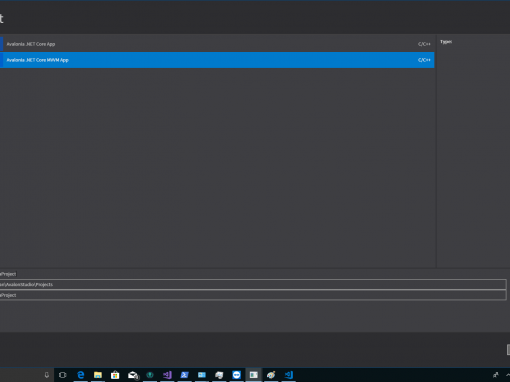 t
Avalonia .NET Core App C/C++
Type:
Avalonia .NET Core MVVM App C/C++
Project
\AvalonStudio\Projects
Project